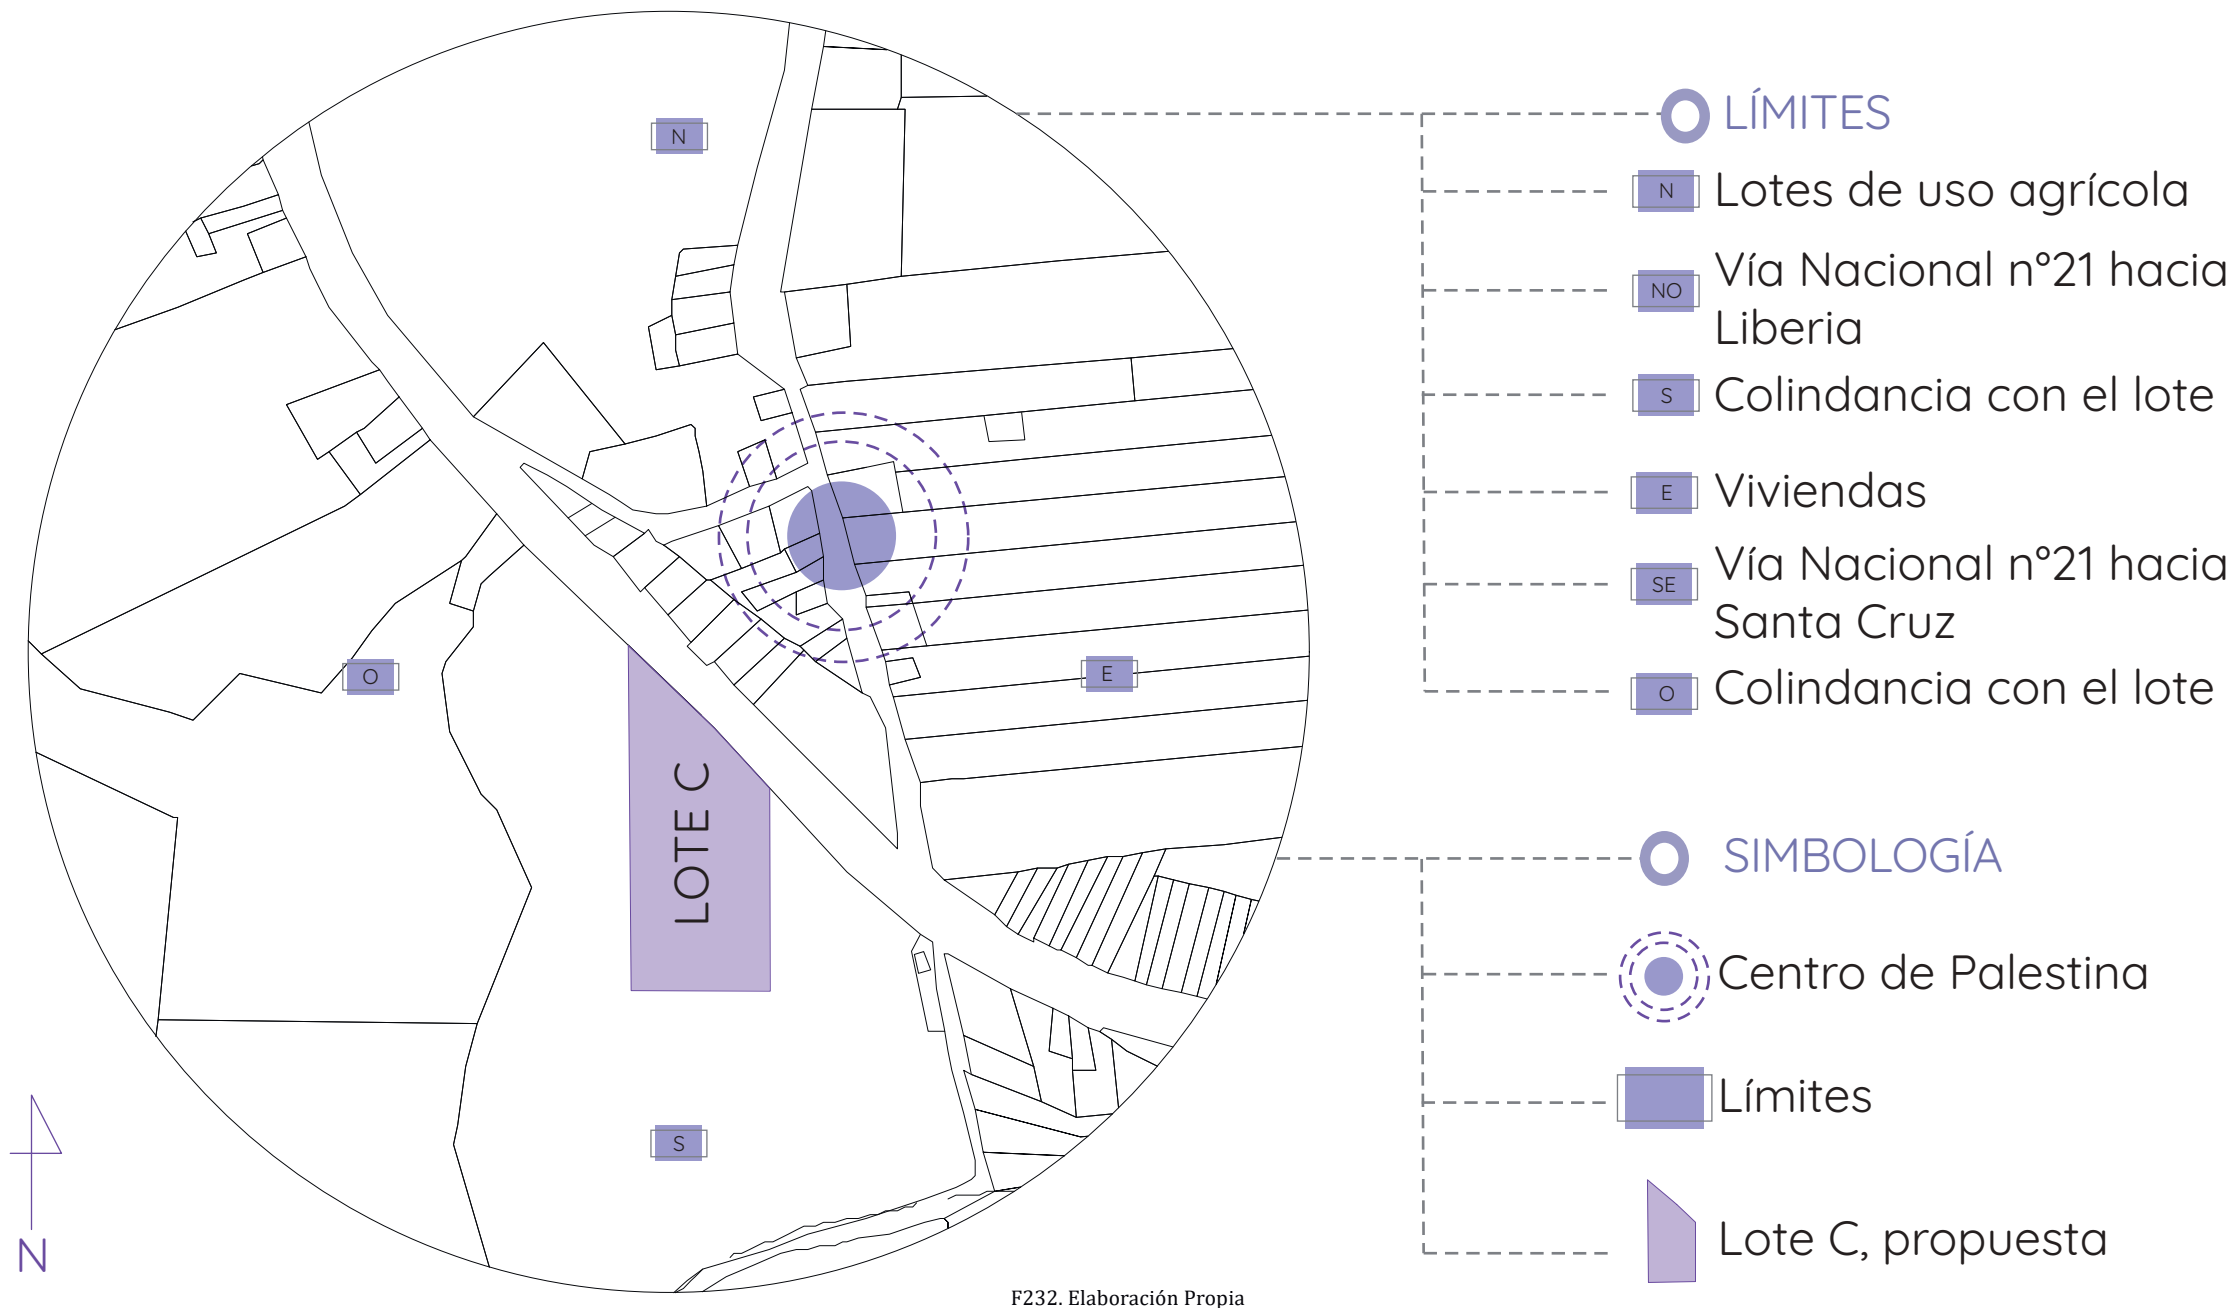 N
O
E
S
LOTE C
N
LÍMITES
N Lotes de uso agrícola
NO Vía Nacional n°21 hacia
Liberia
S Colindancia con el lote
E Viviendas
SE Vía Nacional n°21 hacia
Santa Cruz
O Colindancia con el lote
SIMBOLOGÍA
Centro de Palestina
Límites
Lote C, propuesta
F232. Elaboración Propia